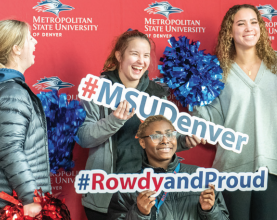 METROPOLITAN
STATE UNIVERSITY
OF DENVER
METROPOLITAN
STATE UNIVERSITY
OF DENVER
#MSUDenver
#RowdyandProud